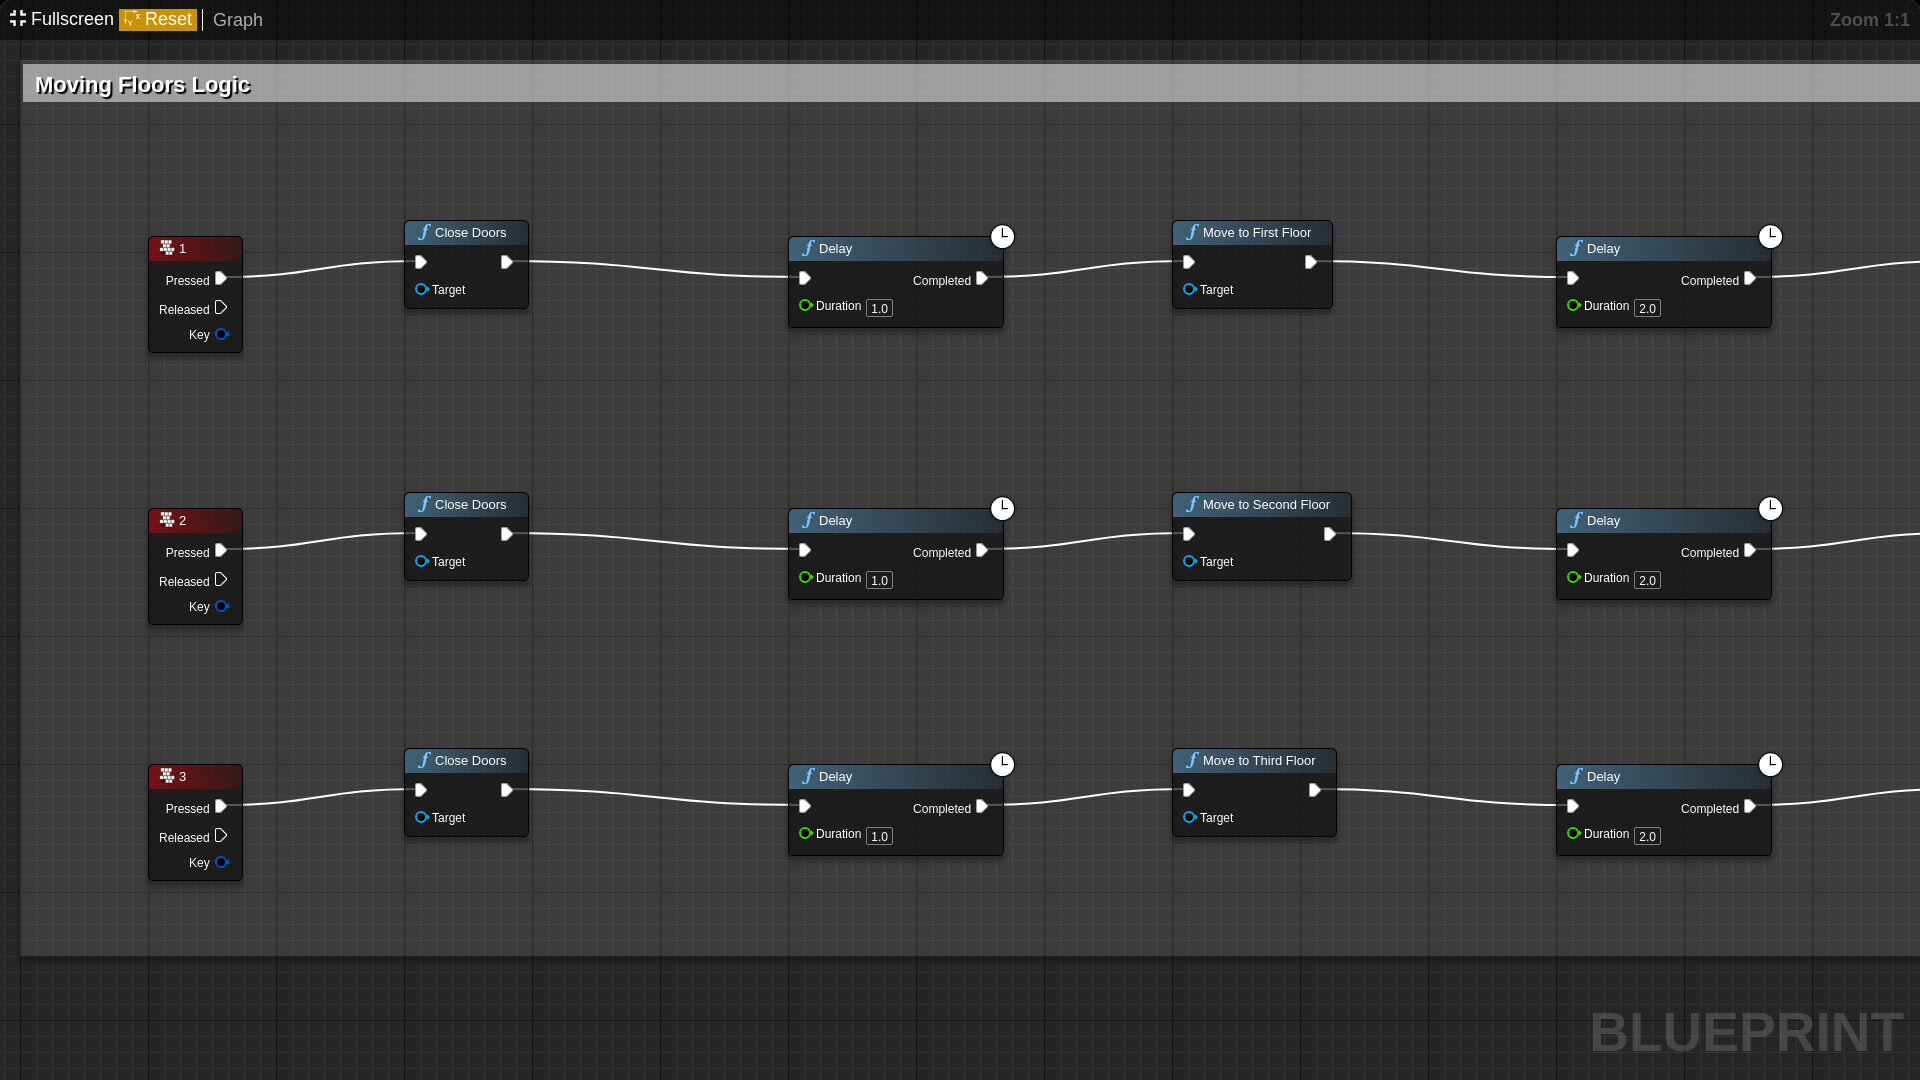 Fullscreen Reset Graph Zoom 1:1
Moving Floors Logic
Close Doors Move to First Floor
1 Delay Delay
Pressed Completed Completed
Target Target
Released Duration 1.0 Duration 2.0
Key
Close Doors Move to Second Floor
2 Delay Delay
Pressed Completed Completed
Target Target
Released Duration 1.0 Duration 2.0
Key
Close Doors Move to Third Floor
3 Delay Delay
Pressed Completed Completed
Target Target
Released Duration 1.0 Duration 2.0
Key
BLUEPRINT